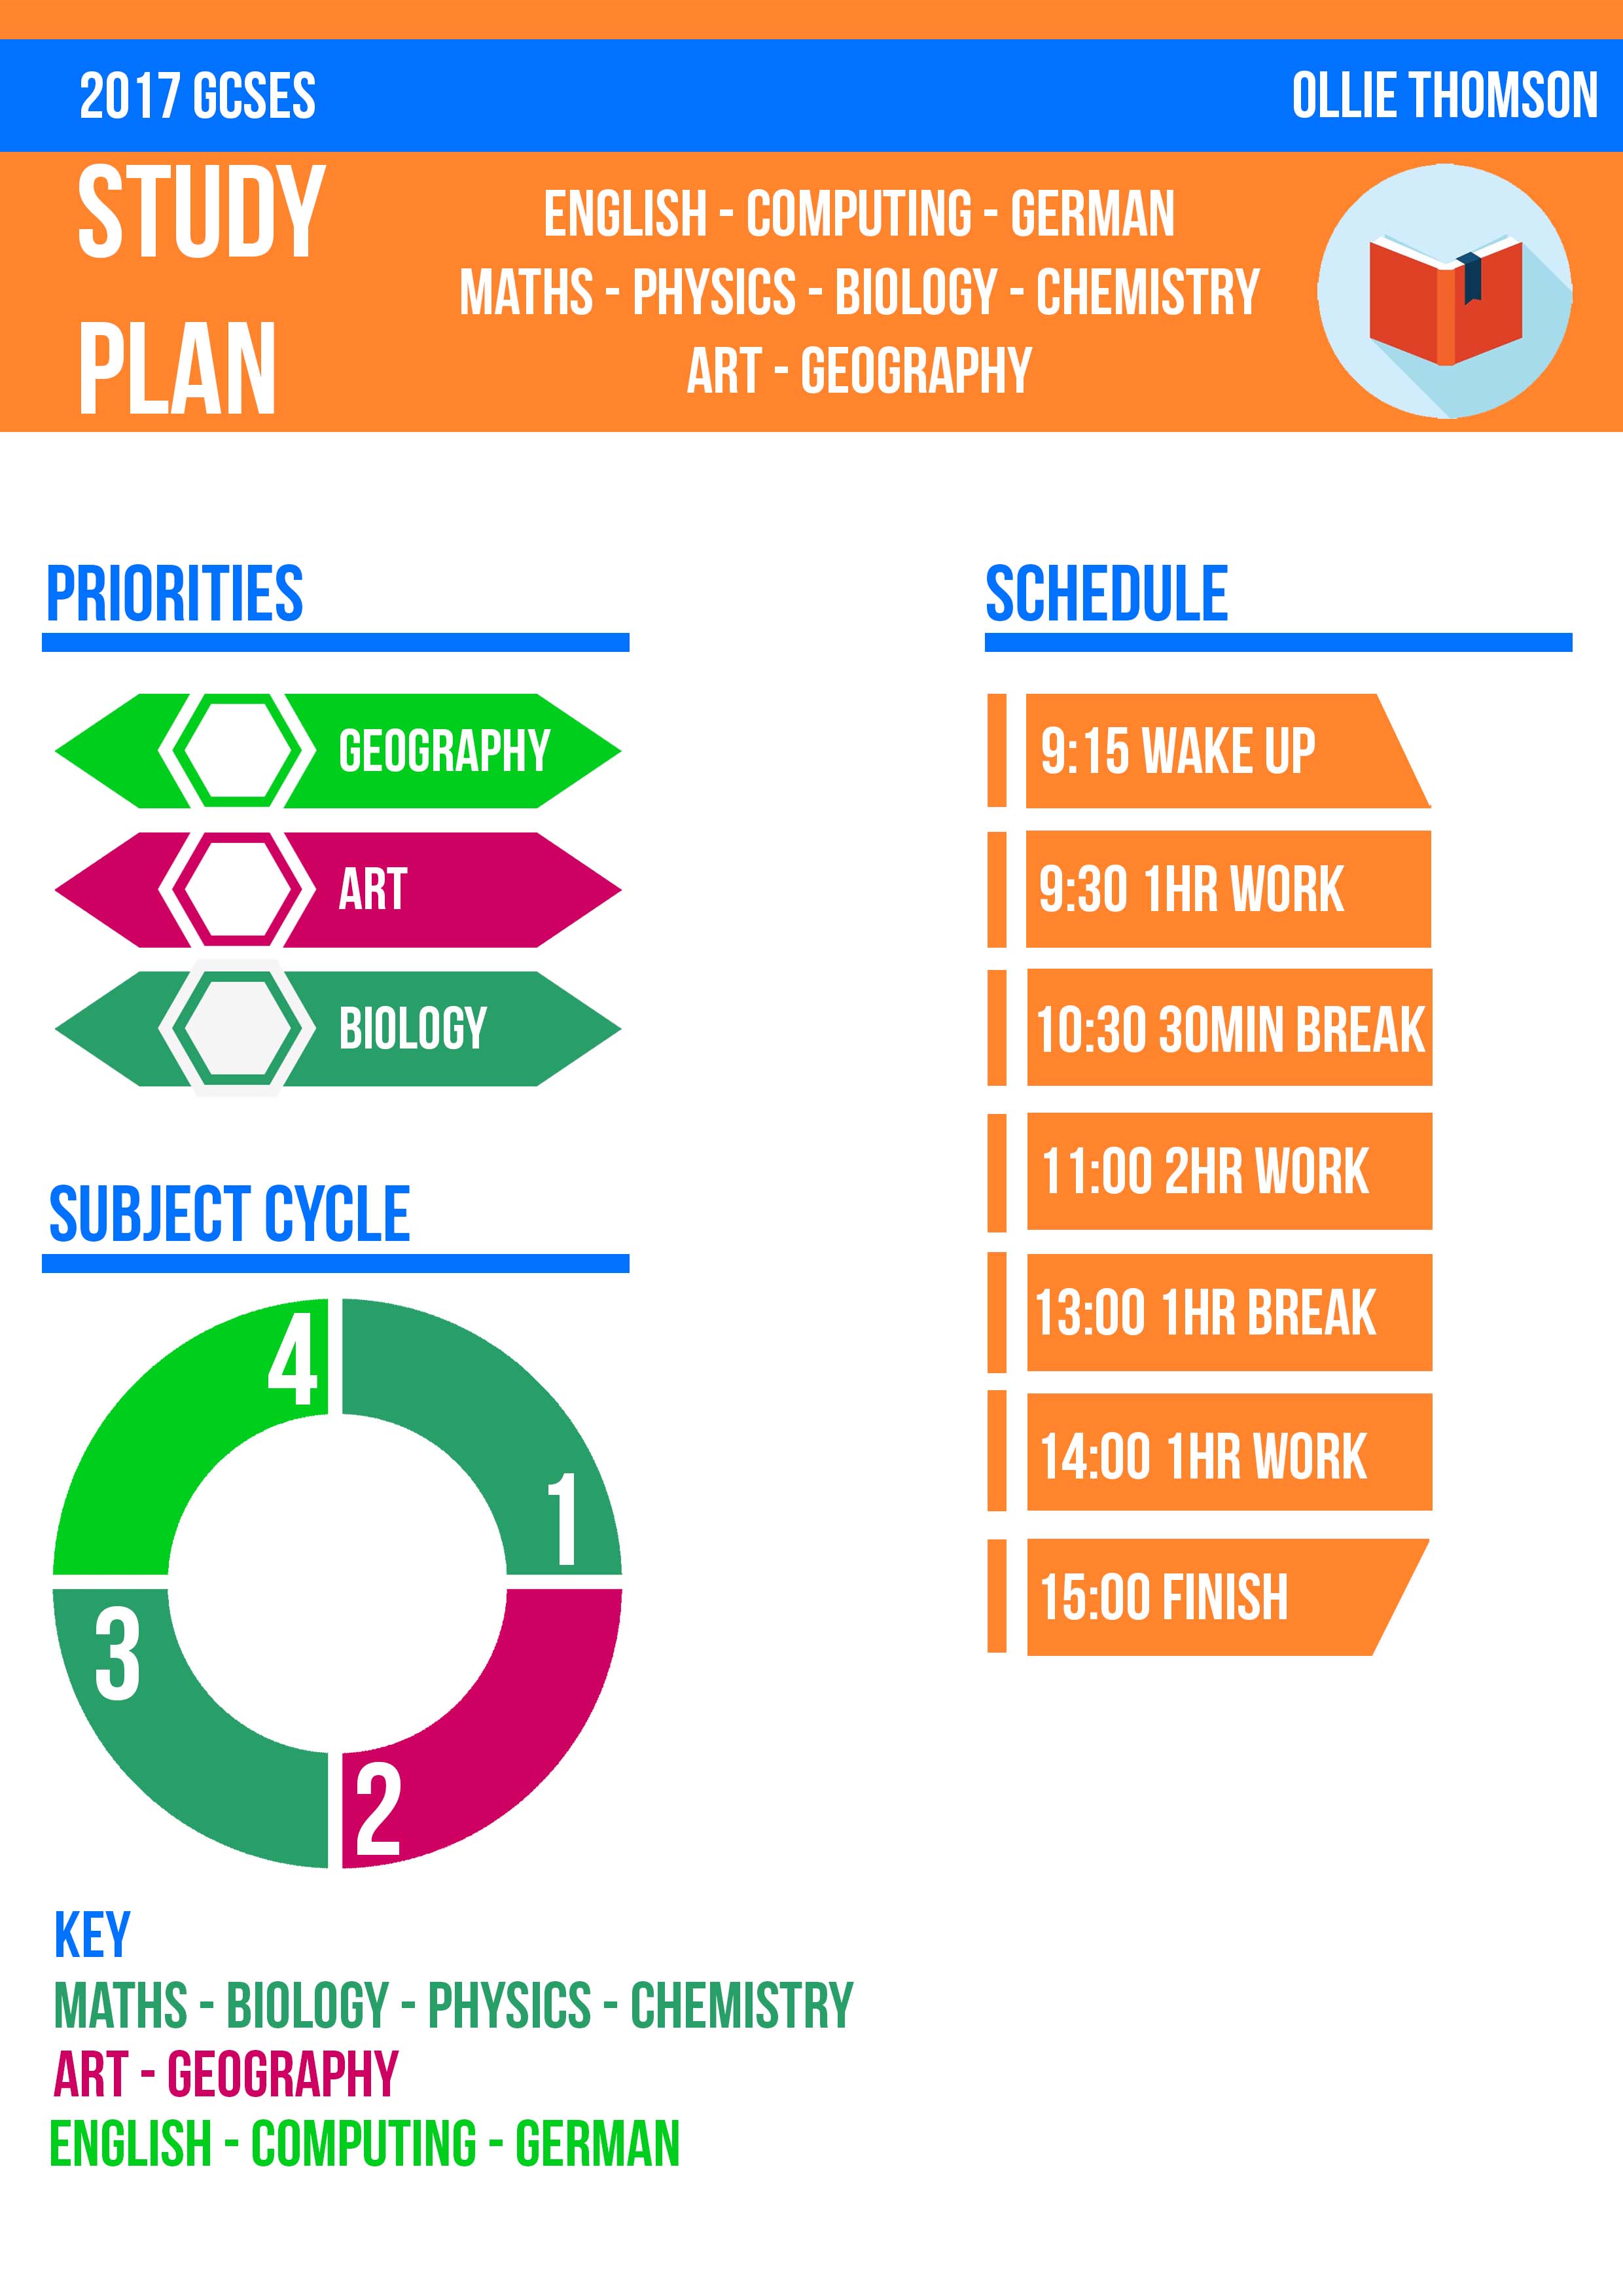 2017 GCSES
OLLIE THOMSON
STUDY
PLAN
ENGLISH - COMPUTING - GERMAN
MATHS - PHYSICS - BIOLOGY - CHEMISTRY
ART - GEOGRAPHY
PRIORITIES
GEOGRAPHY
ART
BIOLOGY
SUBJECT CYCLE
4
1
3
2
KEY
MATHS - BIOLOGY - PHYSICS - CHEMISTRY
ART - GEOGRAPHY
ENGLISH - COMPUTING - GERMAN
SCHEDULE
9:15 WAKE UP
9:30 1HR WORK
10:30 30MIN BREAK
11:00 2HR WORK
13:00 1HR BREAK
14:00 1HR WORK
15:00 FINISH